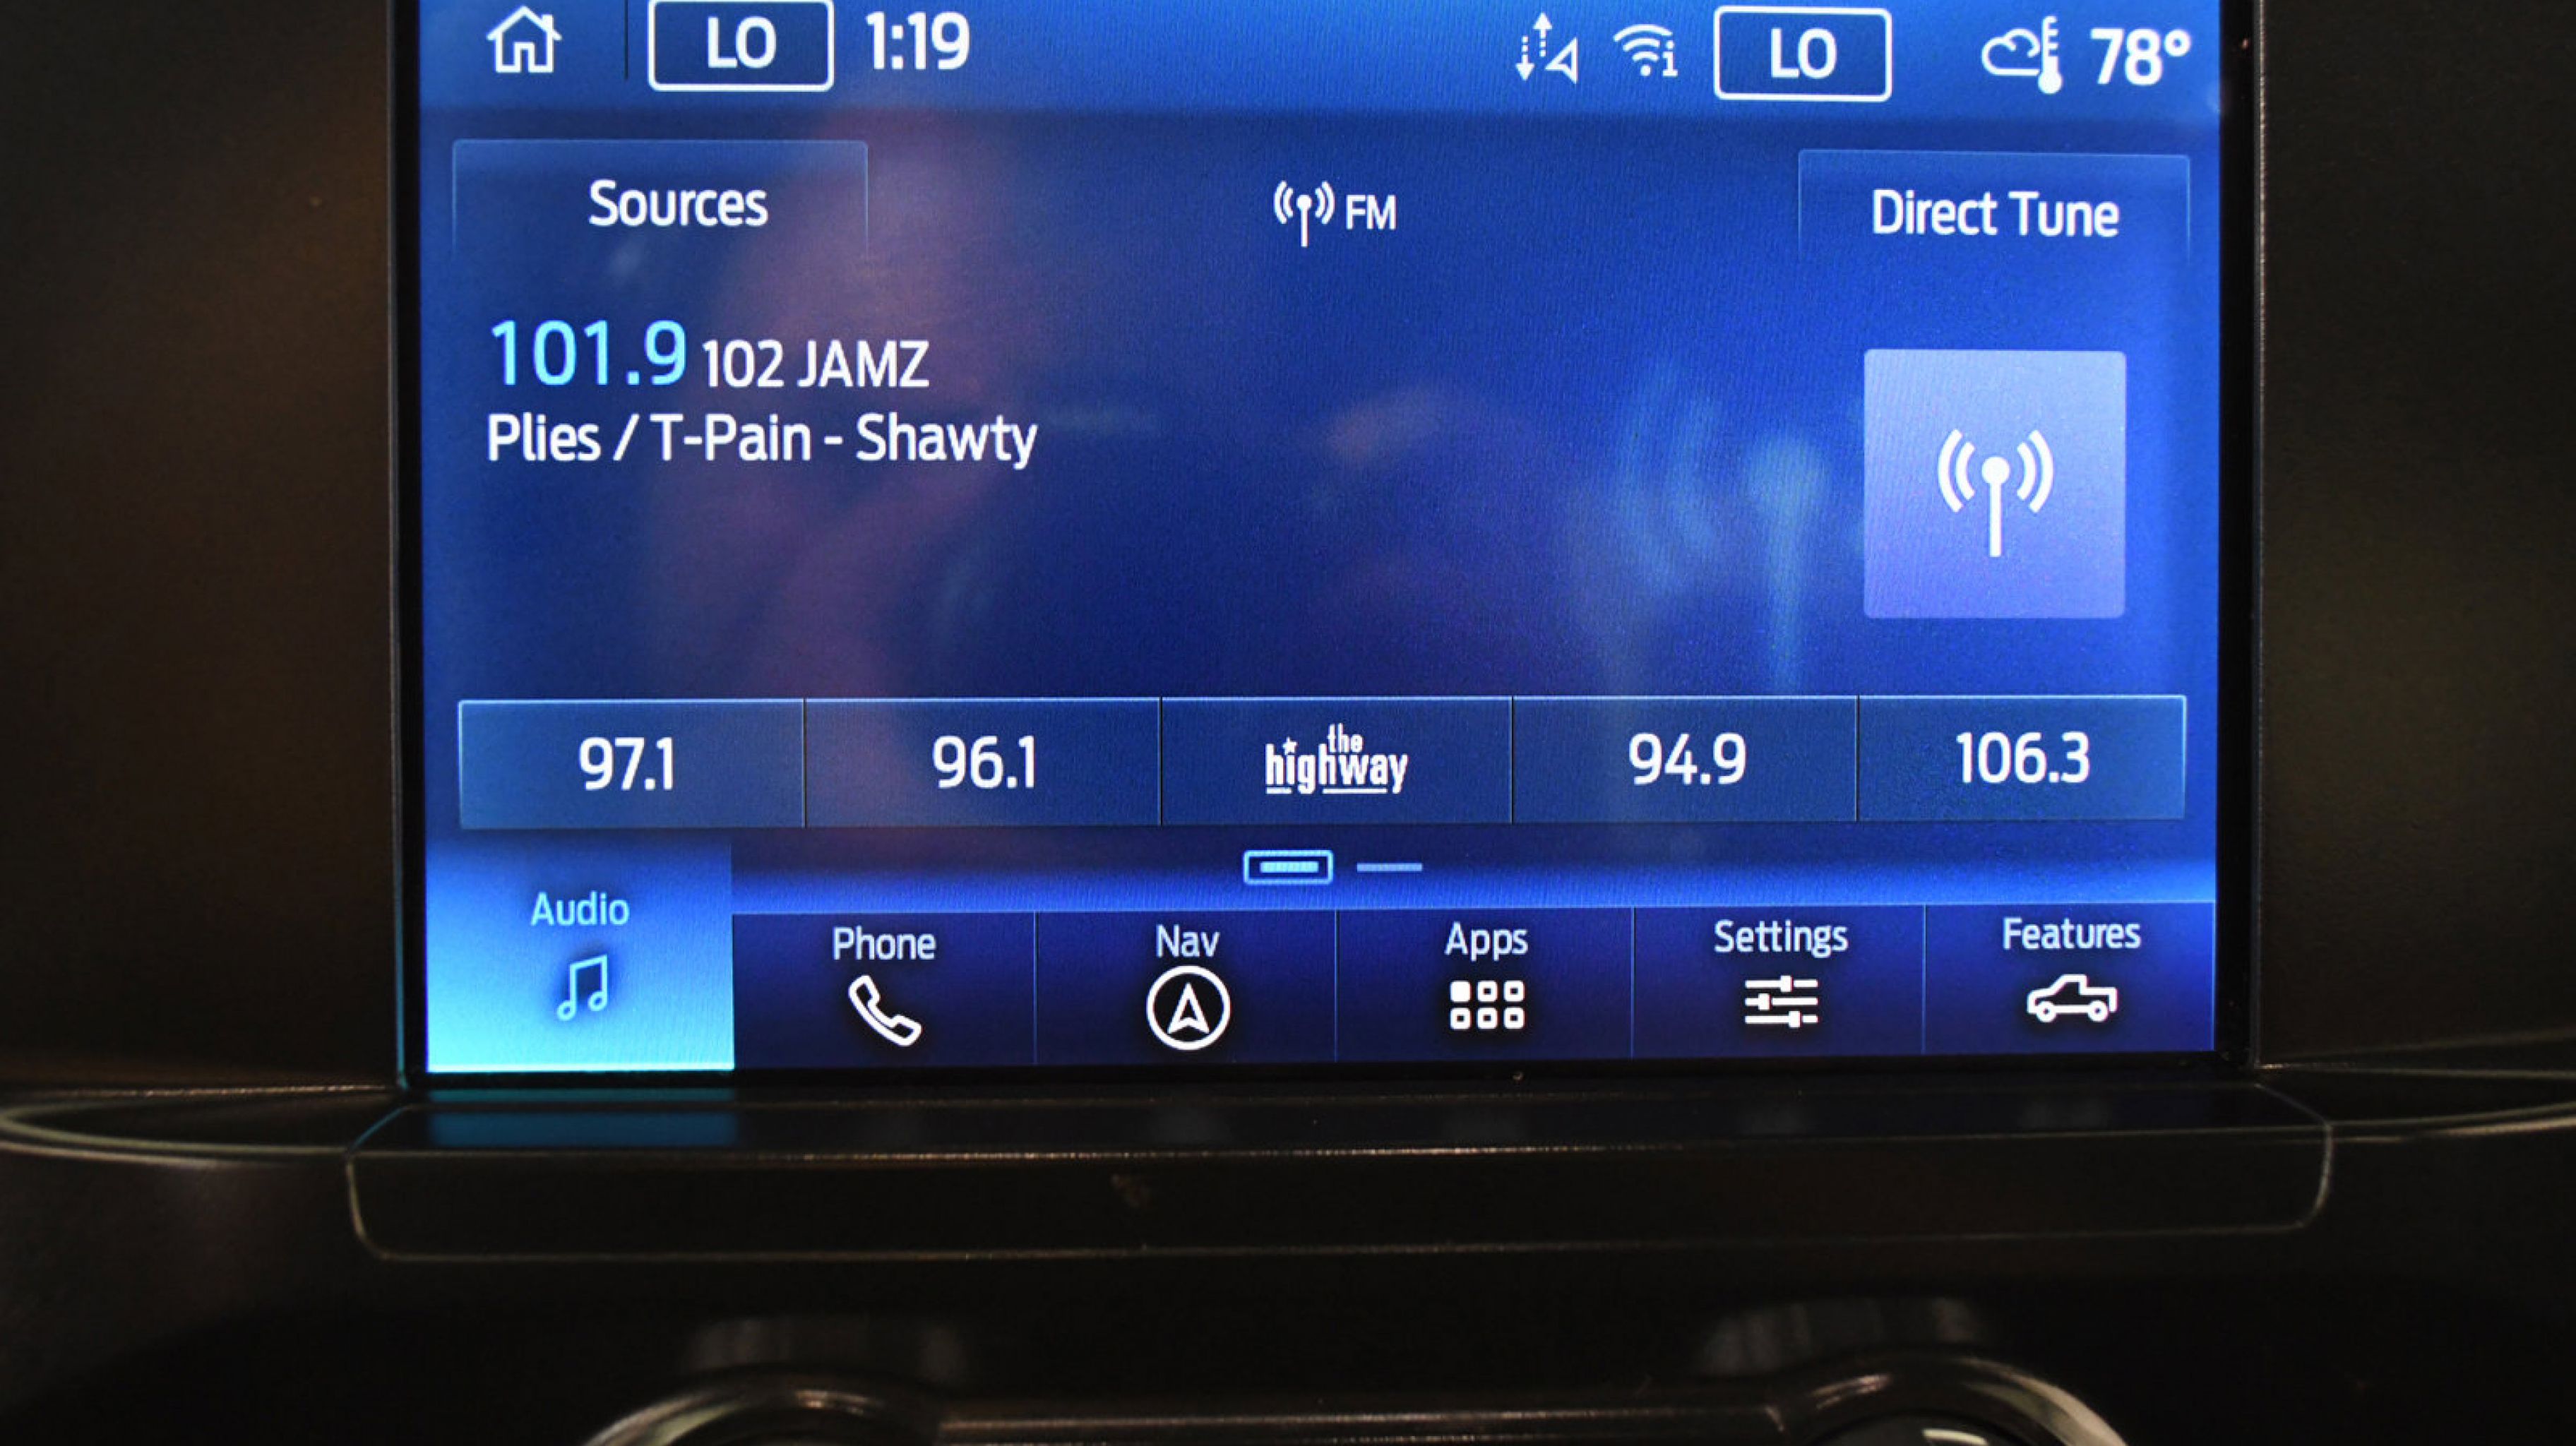 LO 1:19 LO 78°
Sources FM Direct Tune
101.9 102 JAMZ
Plies / T-Pain - Shawty
97.1 96.1 the highway 94.9 106.3
Audio Phone Nav Apps Settings Features